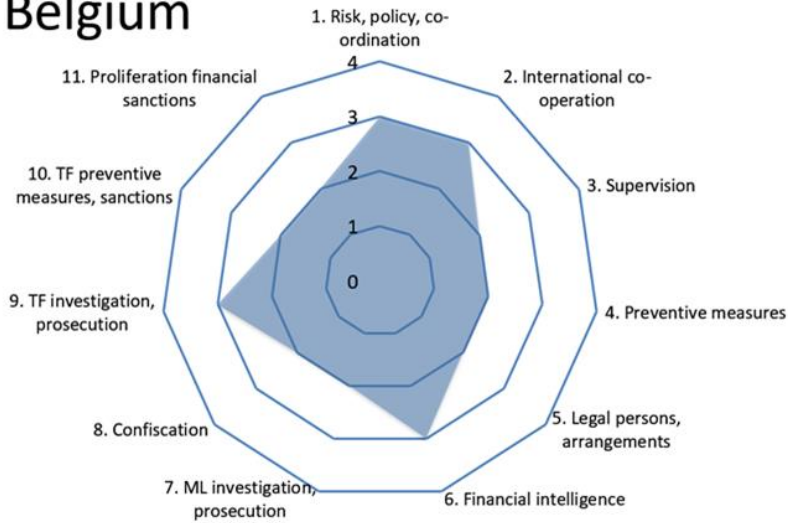 Belgium
1. Risk, policy, co-
ordination
2. International co-
operation
3. Supervision
4. Preventive measures
5. Legal persons,
arrangements
6. Financial intelligence
7. ML investigation,
prosecution
8. Confiscation
9. TF investigation,
prosecution
10. TF preventive
measures, sanctions
11. Proliferation financial
sanctions
4
3
2
1
0